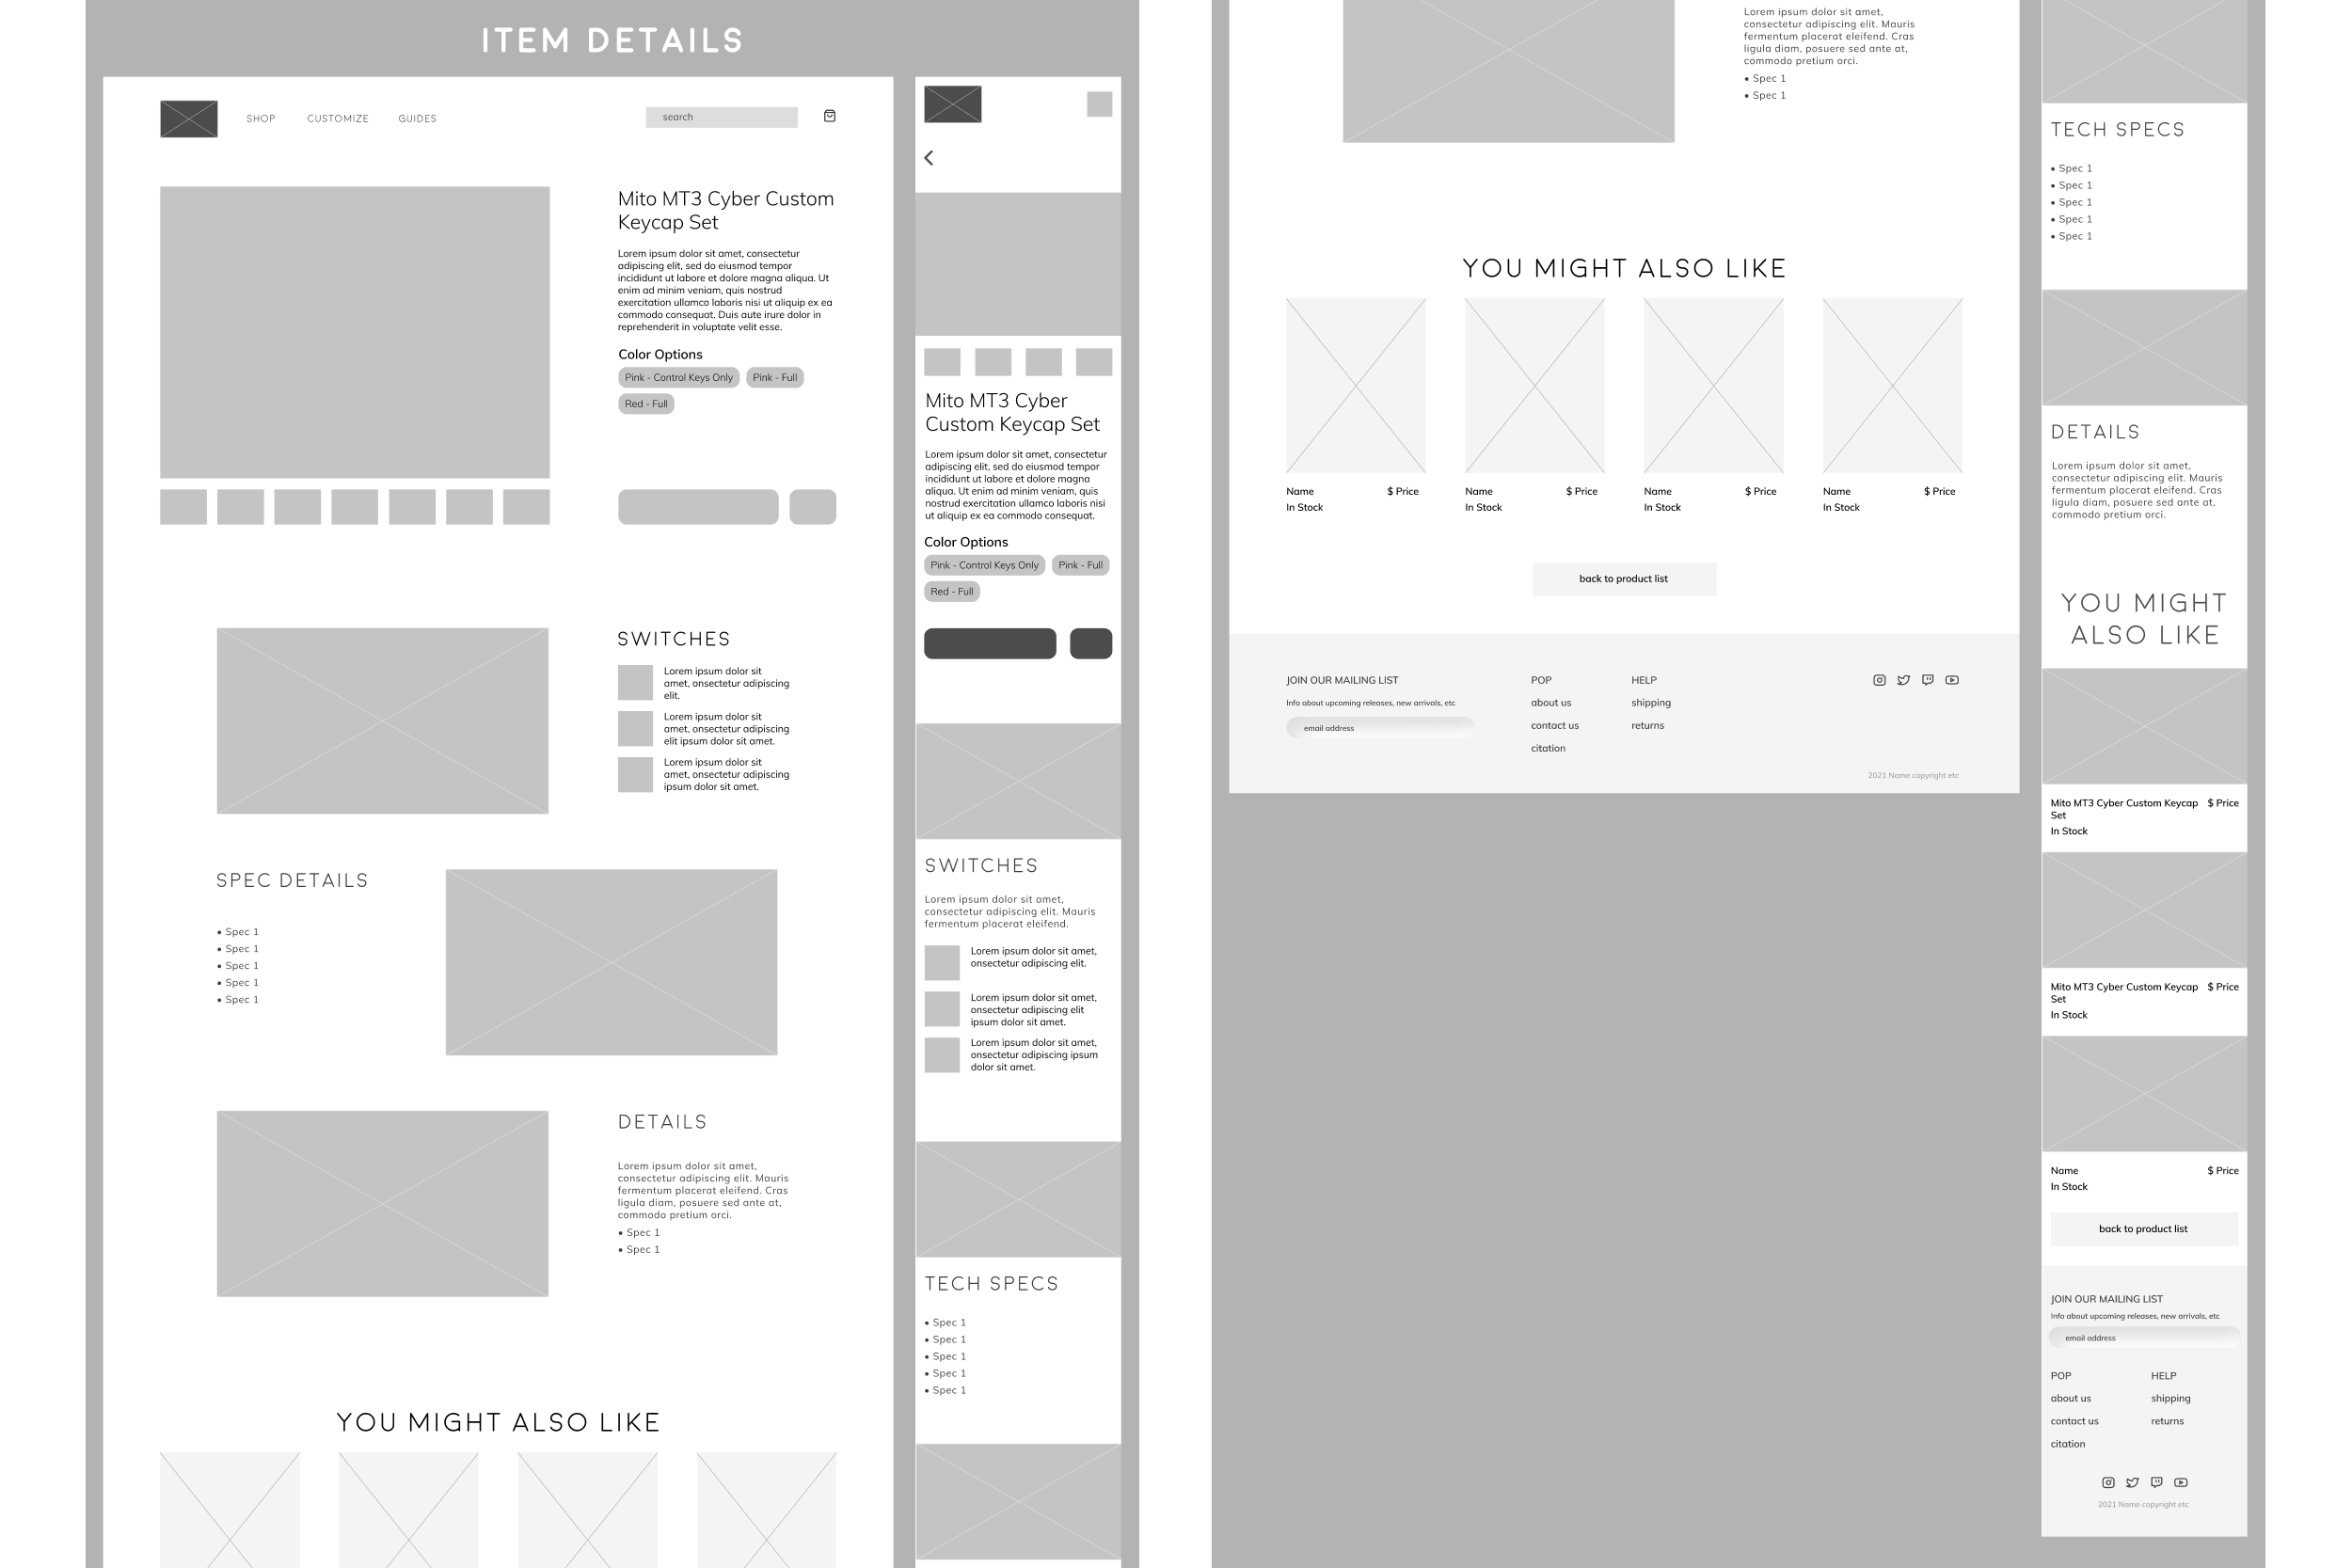 ITEM DETAILS
SHOP CUSTOMIZE GUIDES
search
Mito MT3 Cyber Custom
Keycap Set
Lorem ipsum dolor sit amet, consectetur
adipiscing elit, sed do eiusmod tempor
incididunt ut labore et dolore magna aliqua. Ut
enim ad minim veniam, quis nostrud
exercitation ullamco laboris nisi ut aliquip ex ea
commodo consequat. Duis aute irure dolor in
reprehenderit in voluptate velit esse.
Color Options
Pink - Control Keys Only Pink - Full
Red - Full
SWITCHES
Lorem ipsum dolor sit
amet, onsectetur adipiscing
elit.
Lorem ipsum dolor sit
amet, onsectetur adipiscing
elit ipsum dolor sit amet.
Lorem ipsum dolor sit
amet, onsectetur adipiscing
ipsum dolor sit amet.
SPEC DETAILS
• Spec 1
• Spec 1
• Spec 1
• Spec 1
• Spec 1
DETAILS
Lorem ipsum dolor sit amet,
consectetur adipiscing elit. Mauris
fermentum placerat eleifend. Cras
ligula diam, posuere sed ante at,
commodo pretium orci.
• Spec 1
• Spec 1
YOU MIGHT ALSO LIKE
Mito MT3 Cyber
Custom Keycap Set
Lorem ipsum dolor sit amet, consectetur
adipiscing elit, sed do eiusmod tempor
incididunt ut labore et dolore magna
aliqua. Ut enim ad minim veniam, quis
nostrud exercitation ullamco laboris nisi
ut aliquip ex ea commodo consequat.
Color Options
Pink - Control Keys Only Pink - Full
Red - Full
SWITCHES
Lorem ipsum dolor sit amet,
consectetur adipiscing elit. Mauris
fermentum placerat eleifend.
Lorem ipsum dolor sit amet,
onsectetur adipiscing elit.
Lorem ipsum dolor sit amet,
onsectetur adipiscing elit
ipsum dolor sit amet.
Lorem ipsum dolor sit amet,
onsectetur adipiscing ipsum
dolor sit amet.
TECH SPECS
• Spec 1
• Spec 1
• Spec 1
• Spec 1
• Spec 1
Lorem ipsum dolor sit amet,
consectetur adipiscing elit. Mauris
fermentum placerat eleifend. Cras
ligula diam, posuere sed ante at,
commodo pretium orci.
• Spec 1
• Spec 1
YOU MIGHT ALSO LIKE
Name $ Price Name $ Price Name $ Price Name $ Price
In Stock In Stock In Stock In Stock
back to product list
JOIN OUR MAILING LIST POP HELP
Info about upcoming releases, new arrivals, etc about us shipping
email address contact us returns
citation
2021 Name copyright etc
TECH SPECS
• Spec 1
• Spec 1
• Spec 1
• Spec 1
• Spec 1
DETAILS
Lorem ipsum dolor sit amet,
consectetur adipiscing elit. Mauris
fermentum placerat eleifend. Cras
ligula diam, posuere sed ante at,
commodo pretium orci.
YOU MIGHT
ALSO LIKE
Mito MT3 Cyber Custom Keycap $ Price
Set
In Stock
Mito MT3 Cyber Custom Keycap $ Price
Set
In Stock
Name $ Price
In Stock
back to product list
JOIN OUR MAILING LIST
Info about upcoming releases, new arrivals, etc
email address
POP HELP
about us shipping
contact us returns
citation
2021 Name copyright etc